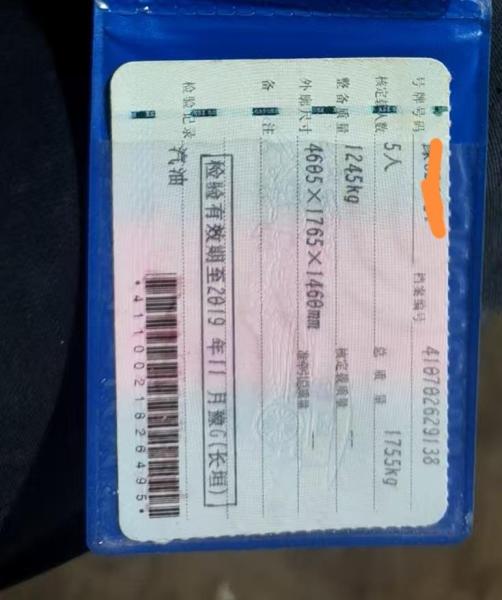 号牌号码 档案编号 410702629138
核定载人数 5人 总质量 1755kg
整备质量 1245kg 核定载质量 --
外廓尺寸 4605×1765×1460mm 准牵引总质量 --
备注
检验有效期至2019年11月豫G(长垣)
检验记录 汽油
*4110021826495*